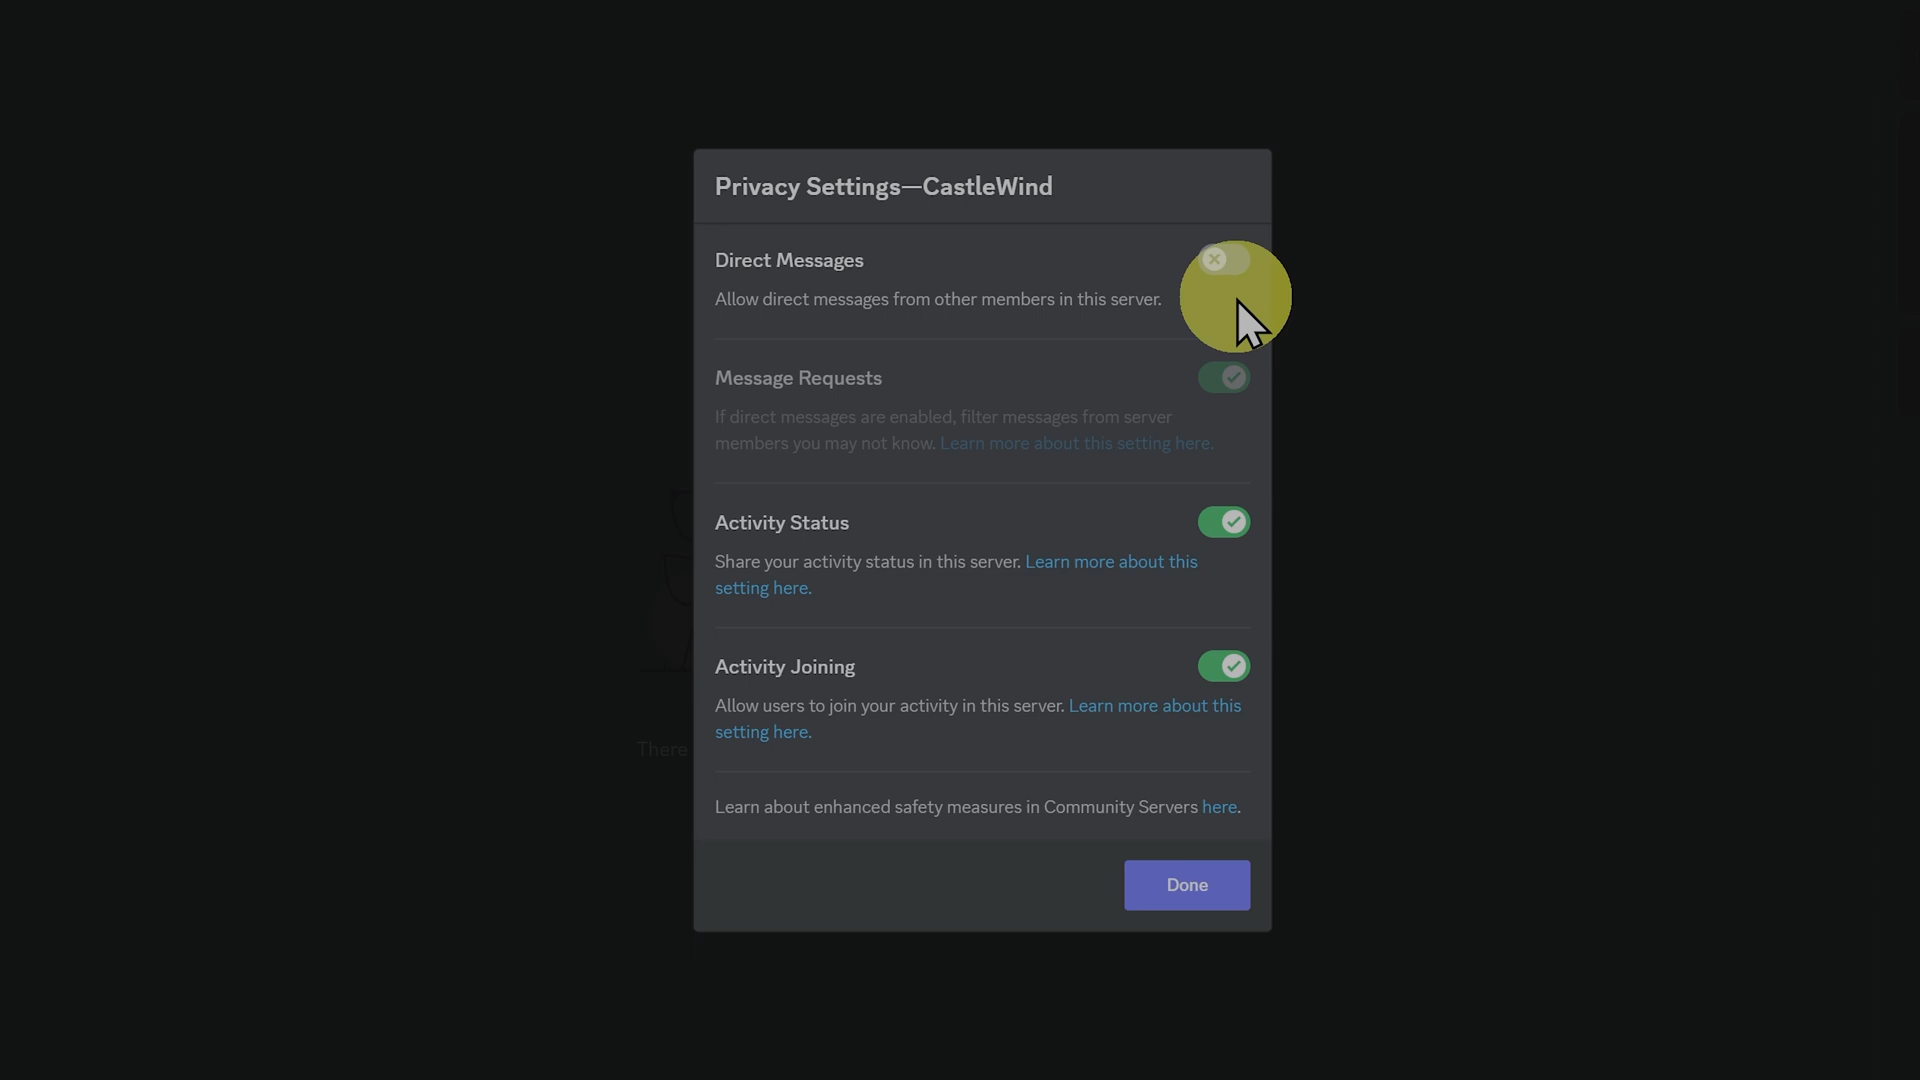 Privacy Settings—CastleWind
Direct Messages
Allow direct messages from other members in this server.
Message Requests
If direct messages are enabled, filter messages from server
members you may not know. Learn more about this setting here.
Activity Status
Share your activity status in this server. Learn more about this
setting here.
Activity Joining
Allow users to join your activity in this server. Learn more about this
setting here.
There
Learn about enhanced safety measures in Community Servers here.
Done